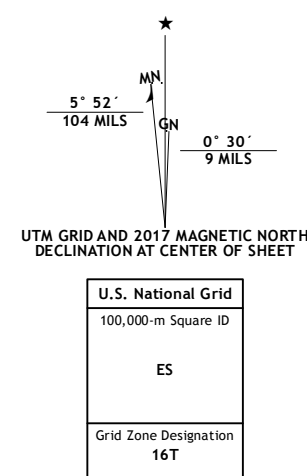 ★
MN.
GN
5° 52´
104 MILS
0° 30´
9 MILS
UTM GRID AND 2017 MAGNETIC NORTH
DECLINATION AT CENTER OF SHEET
U.S. National Grid
100,000-m Square ID
ES
Grid Zone Designation
16T